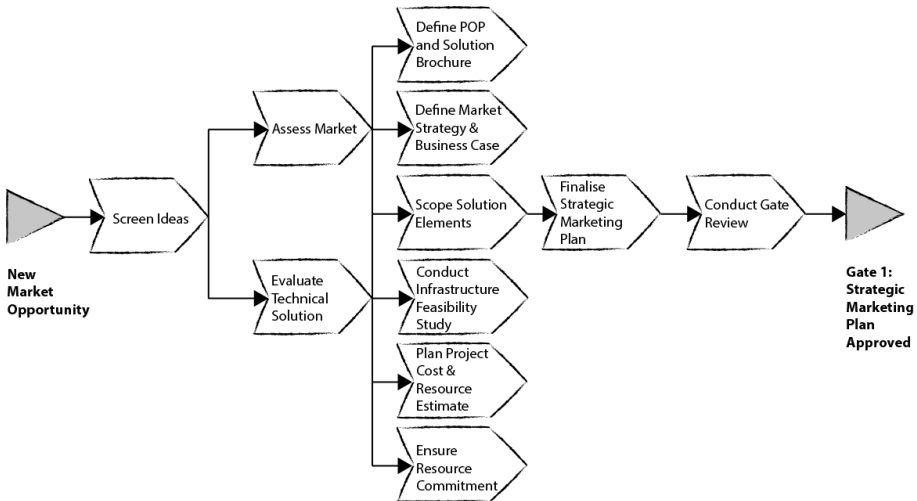 New
Market
Opportunity
Screen Ideas
Assess Market
Evaluate
Technical
Solution
Define POP
and Solution
Brochure
Define Market
Strategy &
Business Case
Scope Solution
Elements
Conduct
Infrastructure
Feasibility
Study
Plan Project
Cost &
Resource
Estimate
Ensure
Resource
Commitment
Finalise
Strategic
Marketing
Plan
Conduct Gate
Review
Gate 1:
Strategic
Marketing
Plan
Approved